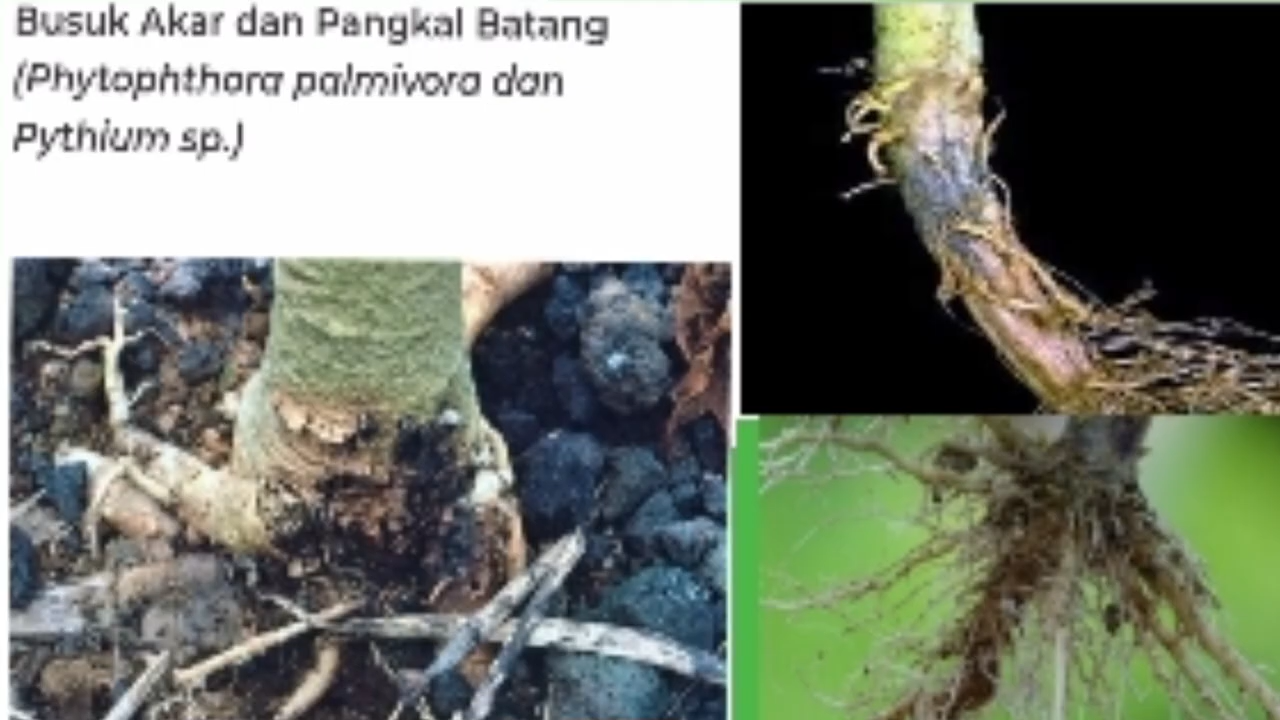 Busuk Akar dan Pangkal Batang
(Phytophthora palmivora dan
Pythium sp.)